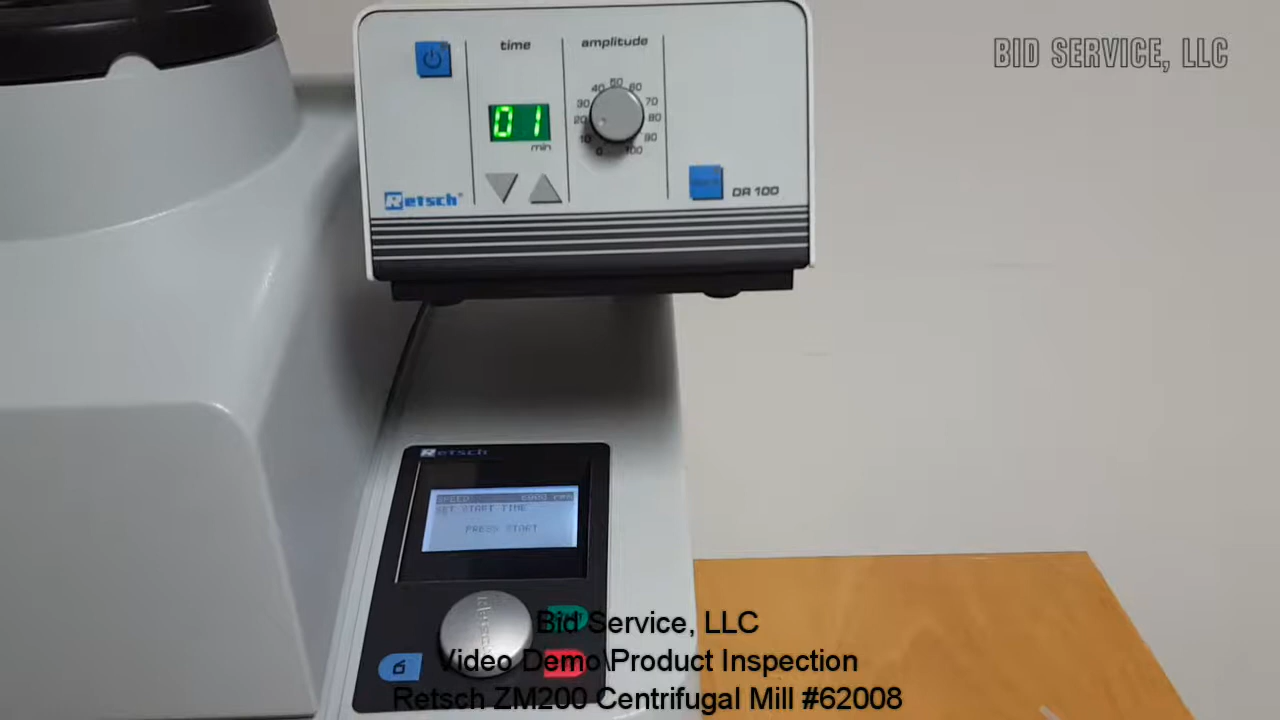 BID SERVICE, LLC
time
amplitude
01
min
0 10 20 30 40 50 60 70 80 90 100
Retsch
DR 100
Retsch
SPEED 6000 rpm
SET START TIME
PRESS START
Bid Service, LLC
Video Demo\Product Inspection
Retsch ZM200 Centrifugal Mill #62008